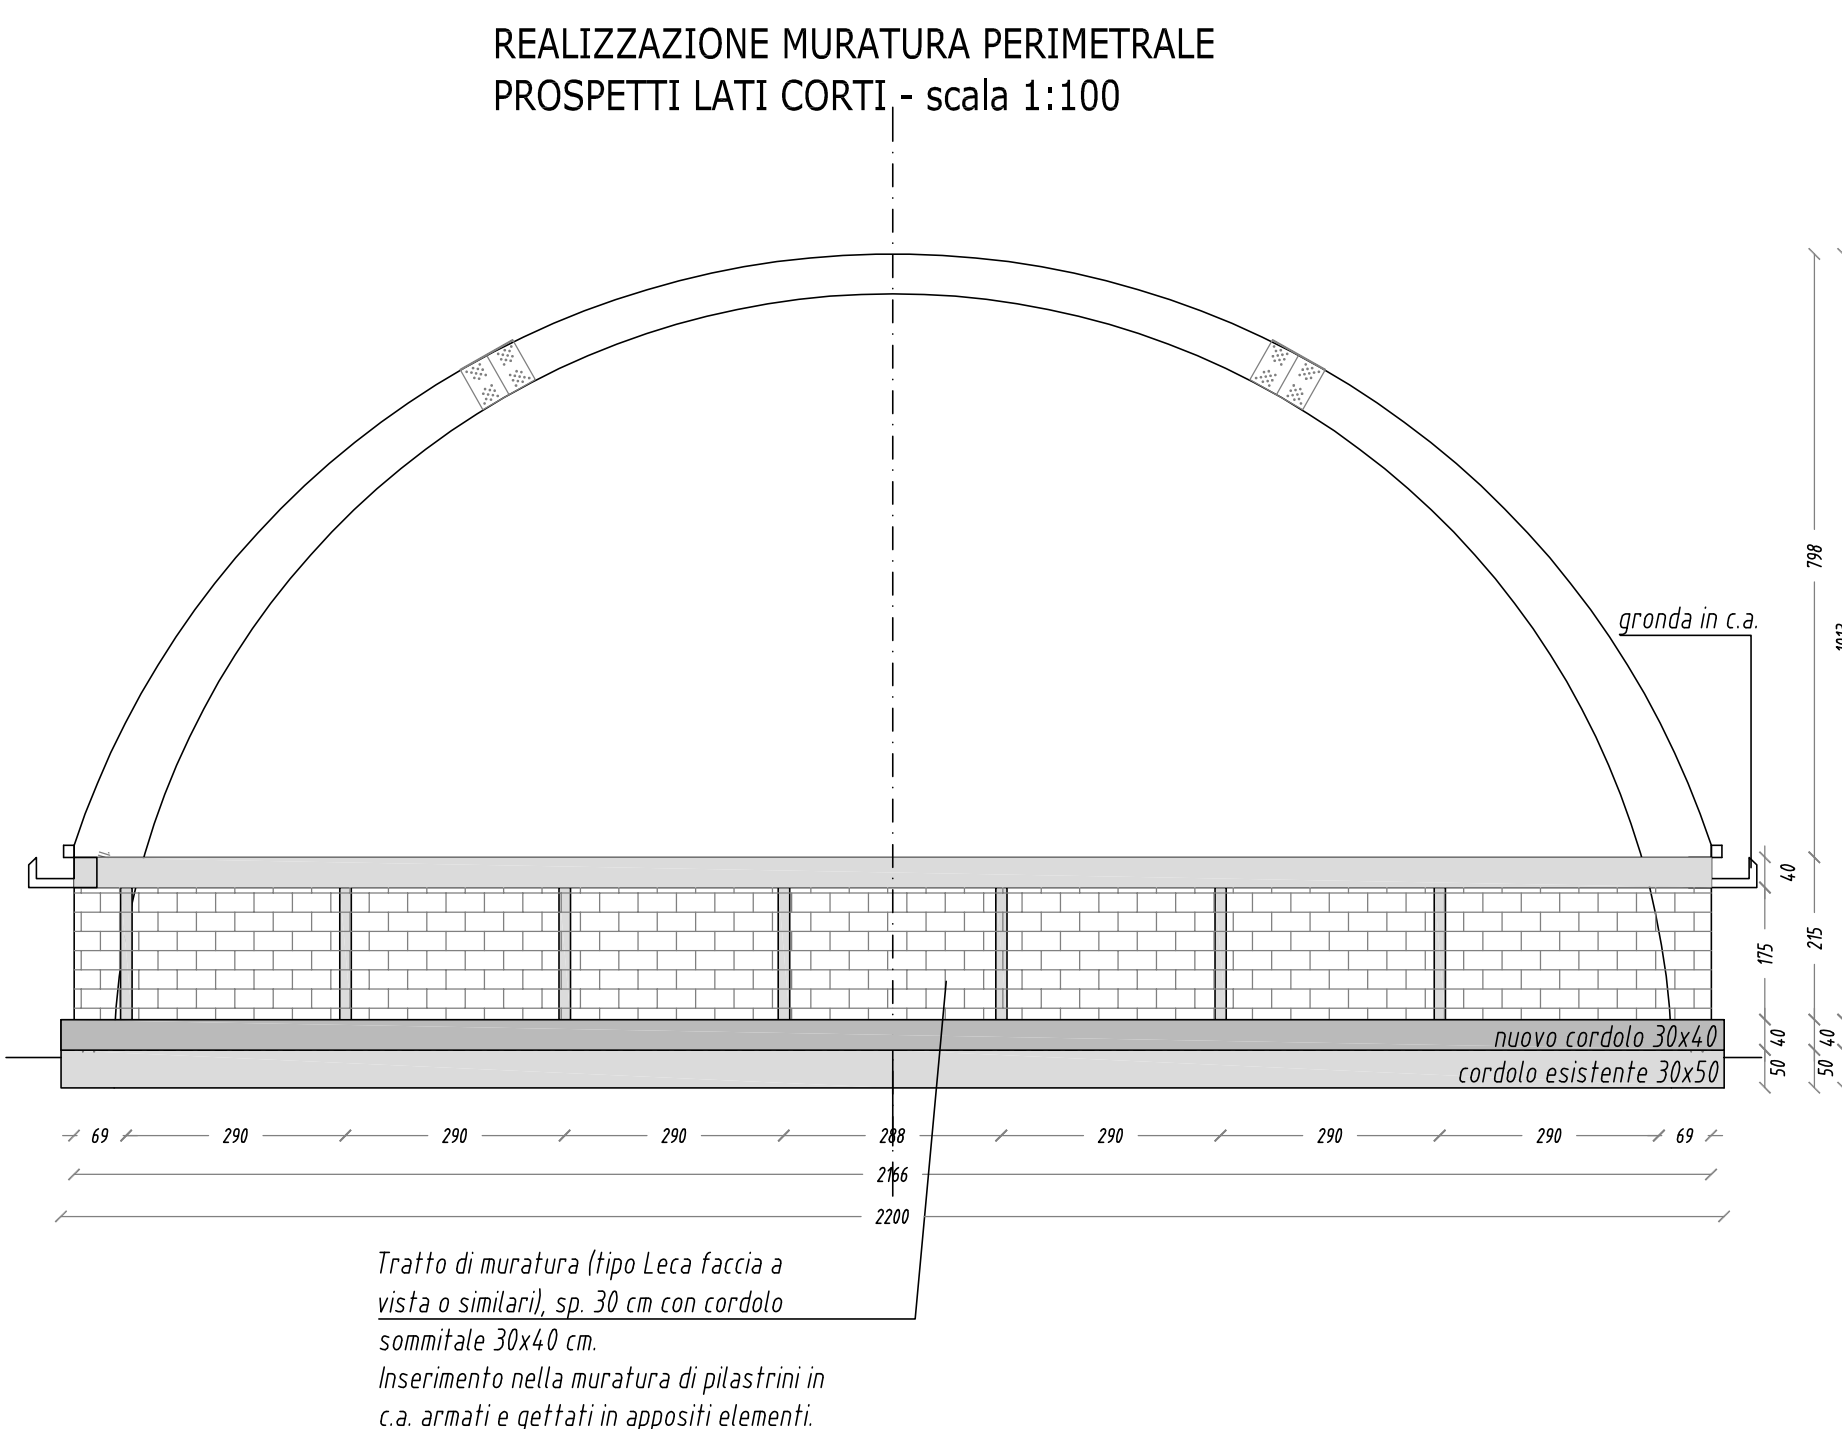 REALIZZAZIONE MURATURA PERIMETRALE
PROSPETTI LATI CORTI - scala 1:100
798
gronda in c.a.
40
175
215
nuovo cordolo 30x40
40
40
cordolo esistente 30x50
50
50
69 290 290 290 288 290 290 290 69
2166
2200
Tratto di muratura (tipo Leca faccia a
vista o similari), sp. 30 cm con cordolo
sommitale 30x40 cm.
Inserimento nella muratura di pilastrini in
c.a. armati e gettati in appositi elementi.